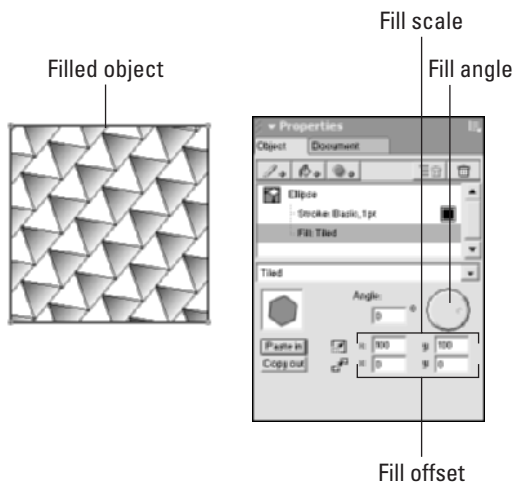 Fill scale
Filled object
Fill angle
Properties
Object Document
Ellipse
Stroke: Basic, 1pt
Fill: Tiled
Tiled
Angle:
0 °
Paste in x: 100 y: 100
Copy out x: 0 y: 0
Fill offset